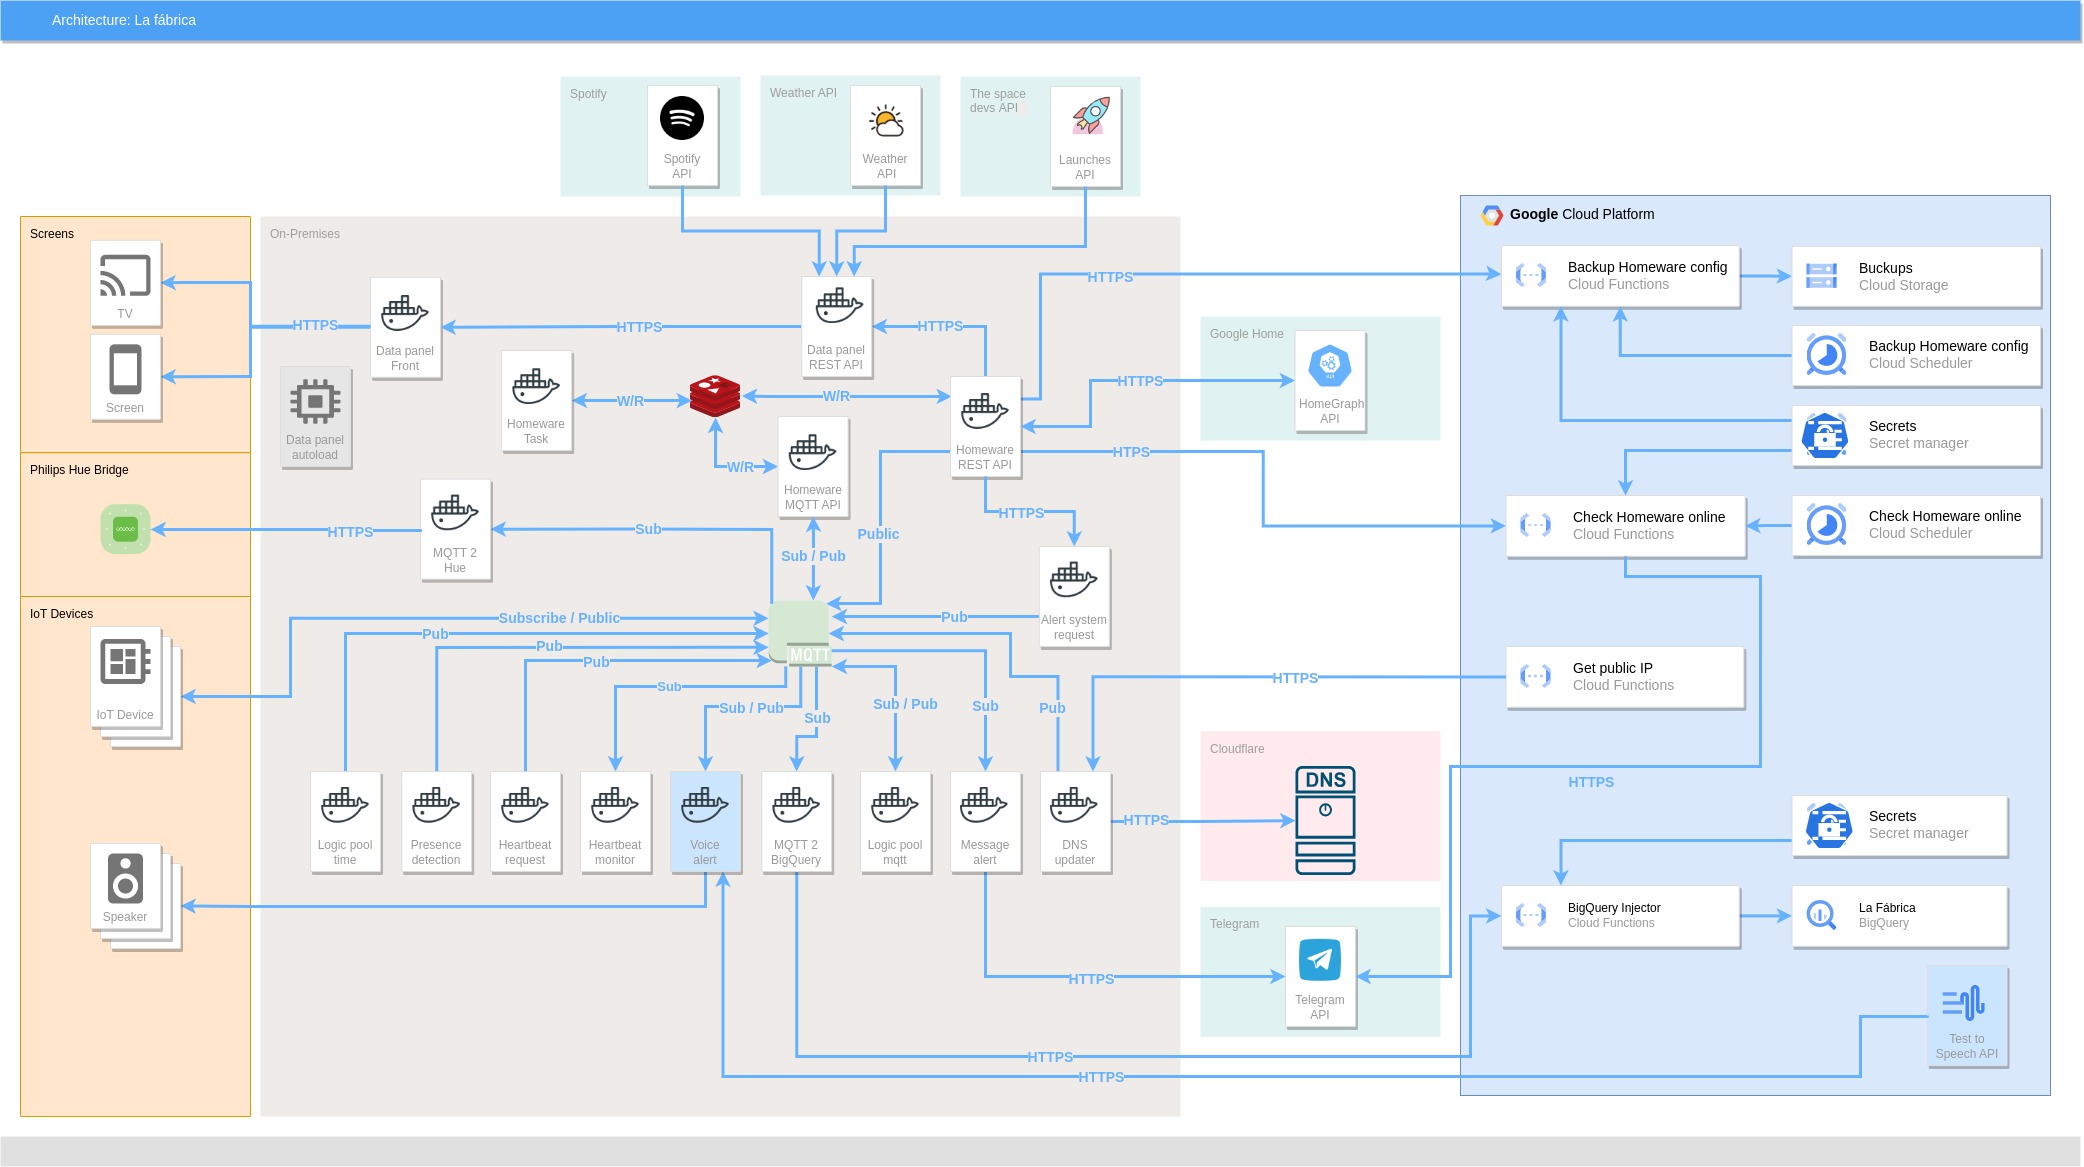 Architecture: La fábrica
Spotify
Spotify
API
Weather API
Weather
API
The space
devs API
Launches
API
Screens
TV
Screen
Philips Hue Bridge
IoT Devices
IoT Device
Speaker
On-Premises
HTTPS
Data panel
Front
HTTPS
Data panel
REST API
HTTPS
Data panel
autoload
Homeware
Task
W/R
W/R
W/R
Homeware
MQTT API
Homeware
REST API
HTTPS
MQTT 2
Hue
Sub
Sub / Pub
Public
HTTPS
Alert system
request
Subscribe / Public
Pub
Pub
Pub
Pub
MQTT
Sub
Sub / Pub
Sub
Sub / Pub
Sub
Pub
Logic pool
time
Presence
detection
Heartbeat
request
Heartbeat
monitor
Voice
alert
MQTT 2
BigQuery
Logic pool
mqtt
Message
alert
DNS
updater
HTTPS
HTTPS
HTPS
Google Home
HomeGraph
API
API
HTTPS
HTTPS
Cloudflare
DNS
Telegram
Telegram
API
HTTPS
HTTPS
HTTPS
HTTPS
Google Cloud Platform
Backup Homeware config
Cloud Functions
Buckups
Cloud Storage
Backup Homeware config
Cloud Scheduler
Secrets
Secret manager
Check Homeware online
Cloud Functions
Check Homeware online
Cloud Scheduler
Get public IP
Cloud Functions
Secrets
Secret manager
BigQuery Injector
Cloud Functions
La Fábrica
BigQuery
Test to
Speech API